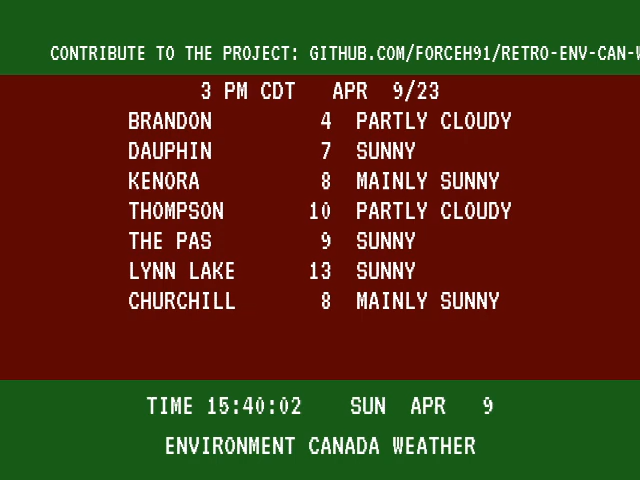 CONTRIBUTE TO THE PROJECT: GITHUB.COM/FORCEH91/RETRO-ENV-CAN-
3 PM CDT APR 9/23
BRANDON 4 PARTLY CLOUDY
DAUPHIN 7 SUNNY
KENORA 8 MAINLY SUNNY
THOMPSON 10 PARTLY CLOUDY
THE PAS 9 SUNNY
LYNN LAKE 13 SUNNY
CHURCHILL 8 MAINLY SUNNY
TIME 15:40:02 SUN APR 9
ENVIRONMENT CANADA WEATHER